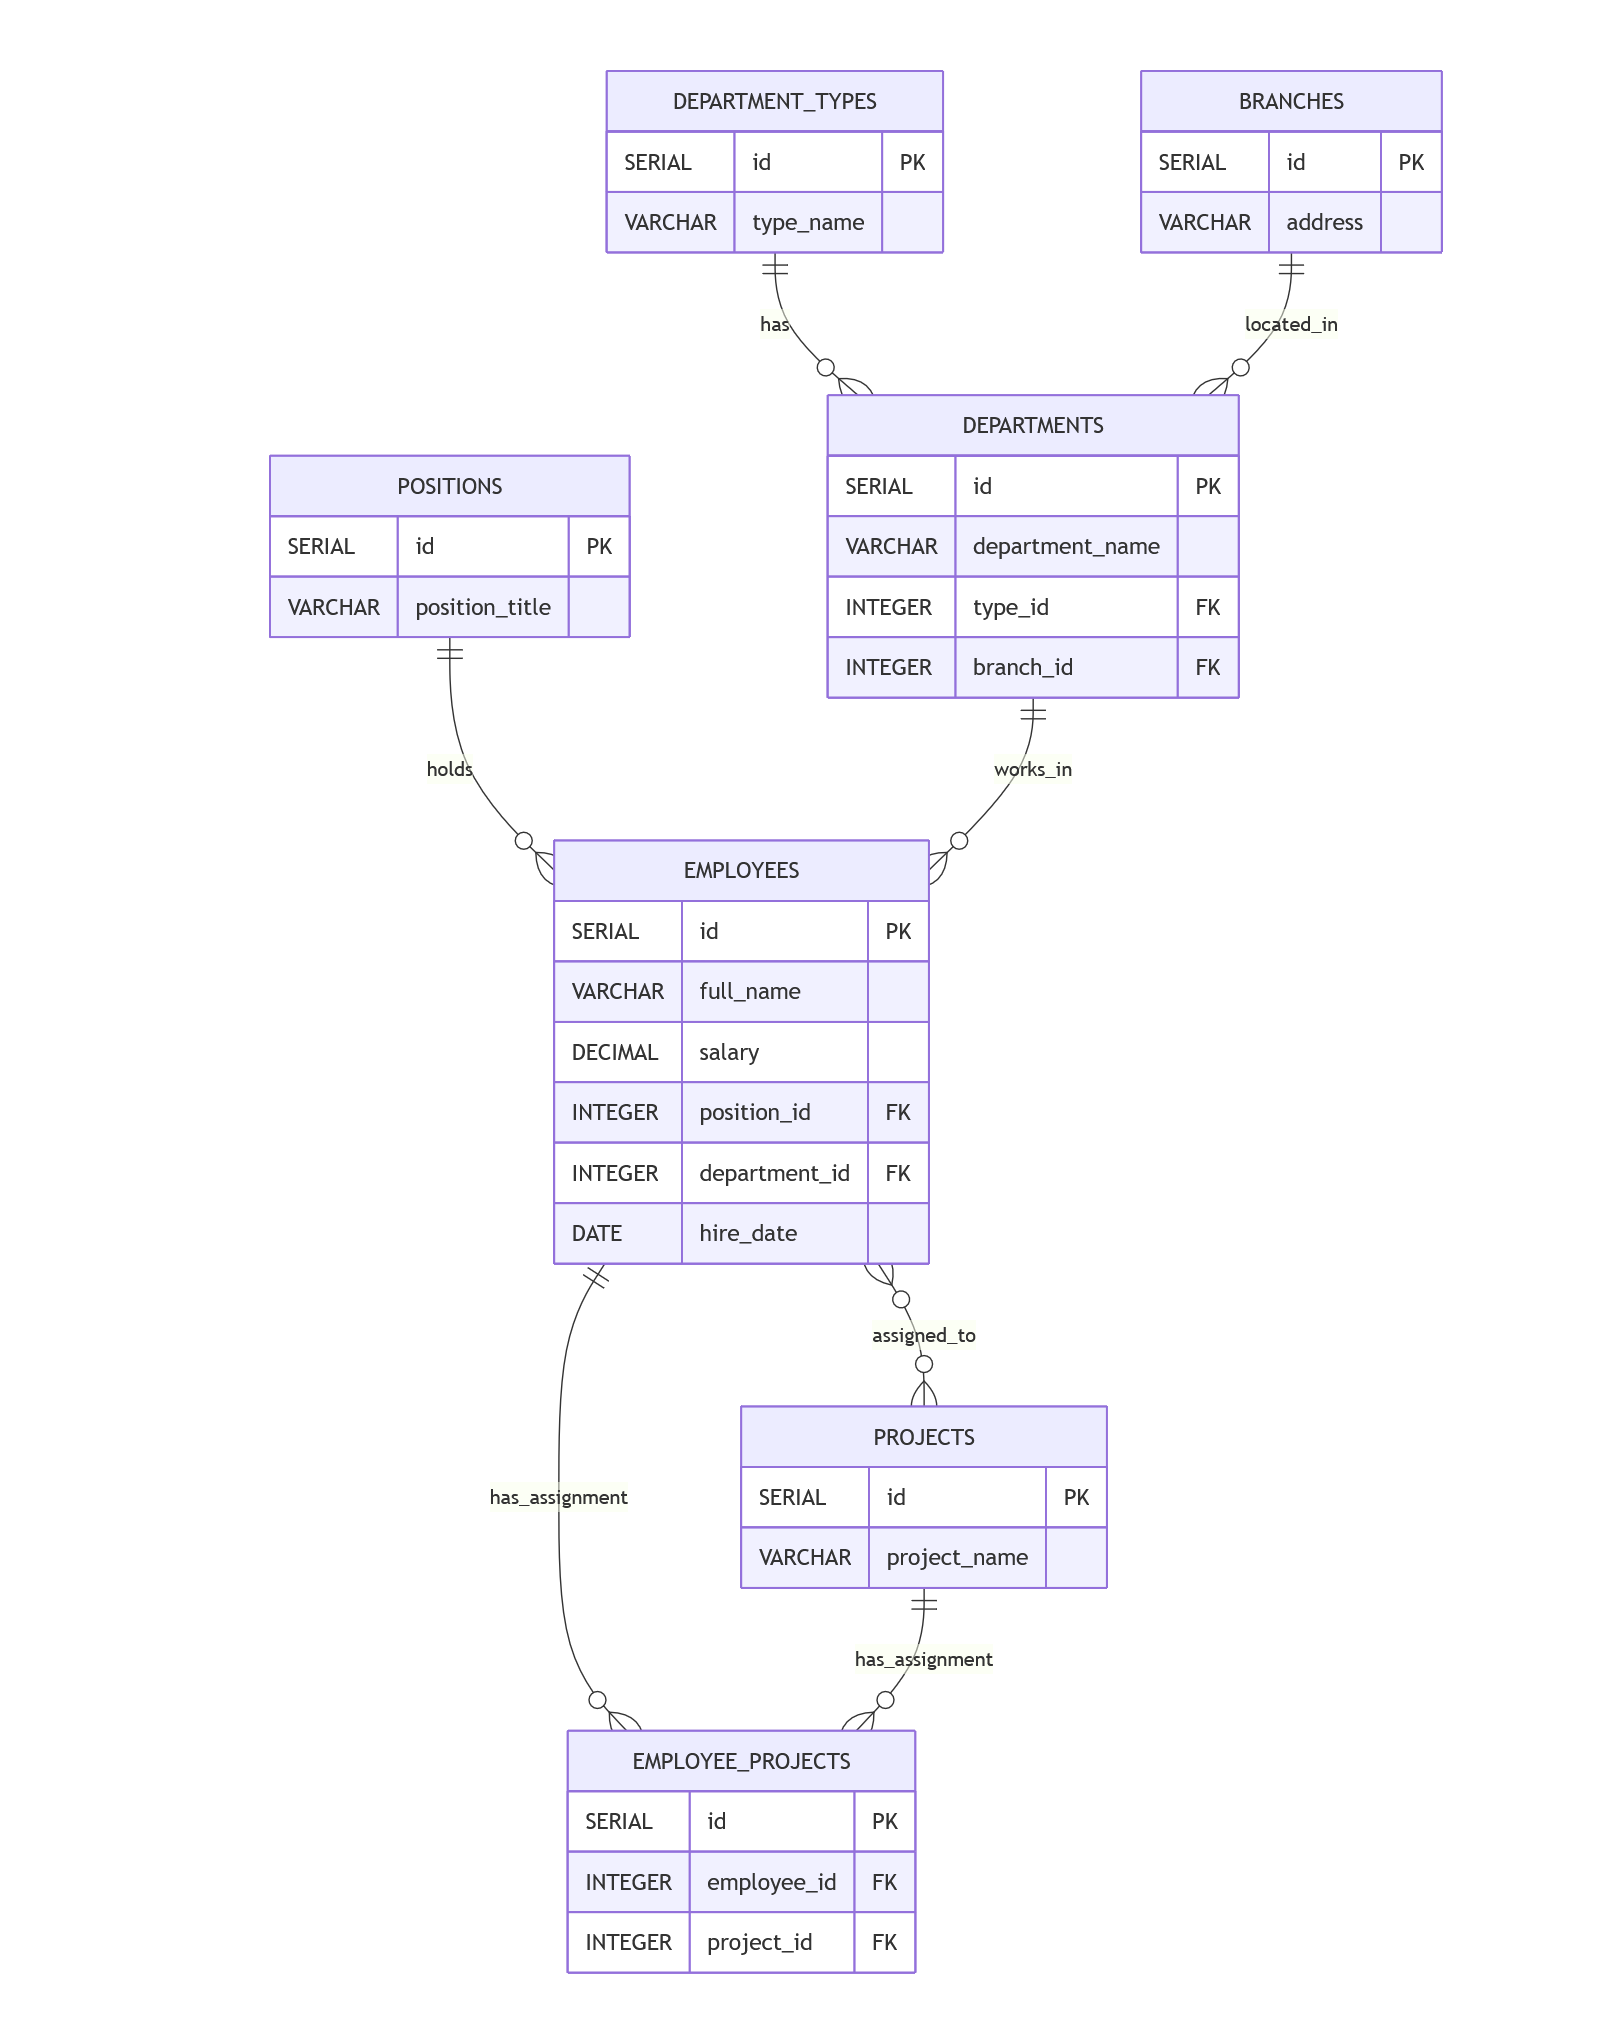 DEPARTMENT_TYPES
SERIAL id PK
VARCHAR type_name
BRANCHES
SERIAL id PK
VARCHAR address
has
located_in
DEPARTMENTS
SERIAL id PK
VARCHAR department_name
INTEGER type_id FK
INTEGER branch_id FK
POSITIONS
SERIAL id PK
VARCHAR position_title
holds
works_in
EMPLOYEES
SERIAL id PK
VARCHAR full_name
DECIMAL salary
INTEGER position_id FK
INTEGER department_id FK
DATE hire_date
assigned_to
PROJECTS
SERIAL id PK
VARCHAR project_name
has_assignment
has_assignment
EMPLOYEE_PROJECTS
SERIAL id PK
INTEGER employee_id FK
INTEGER project_id FK